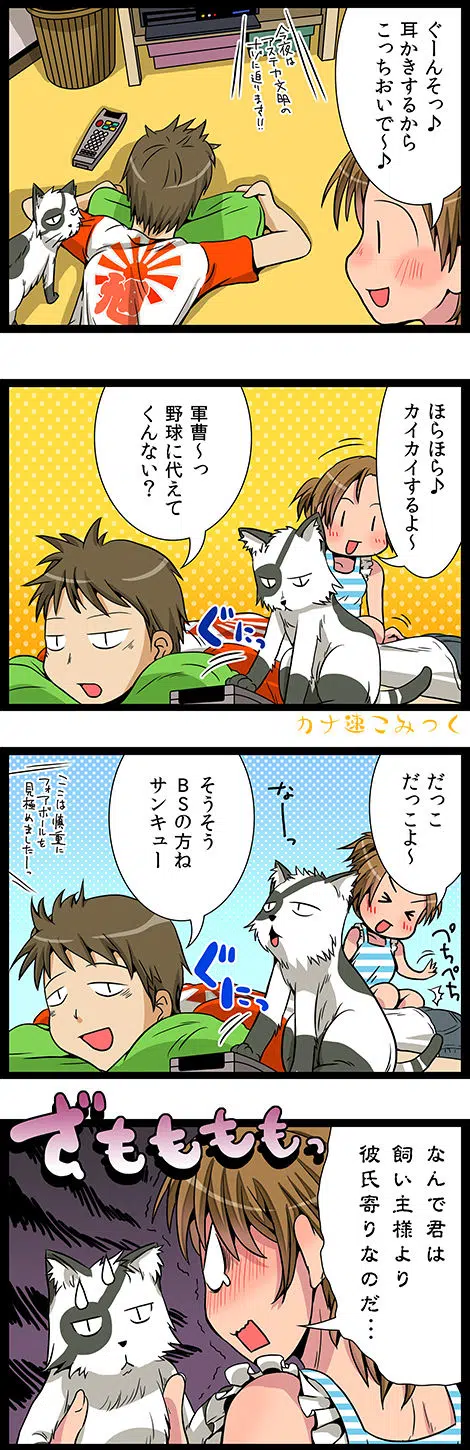 ぐーんそっ♪
耳かきするから
こっちおいで〜♪
今夜は
アステカ文明の
ナゾに迫ります!!
ほらほら♪
カイカイするよ〜
軍曹〜っ
野球に代えて
くんない?
ぐにっ
カナ速こみっく
だっこ
だっこよ〜
ぺちぺち
なーっ
そうそう
BSの方ね
サンキュー
ぐにっ
ここは慎重に
フォアボールを
見極めましたーっ
なんで君は
飼い主様より
彼氏寄りなのだ…
でももももっ